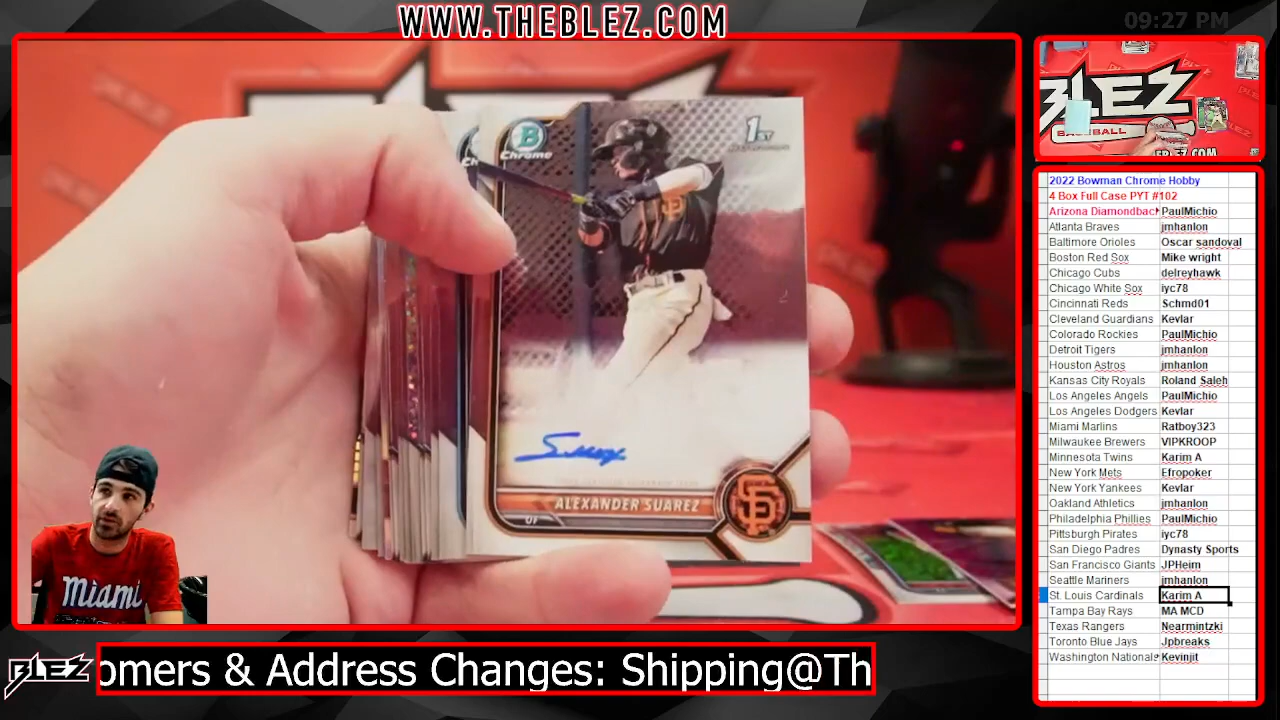 WWW.THEBLEZ.COM
09:27 PM
B
Chrome
1ST
SF
Suarez
ALEXANDER SUAREZ
OF
Miami
BLEZ
BASEBALL
2022 Bowman Chrome Hobby
4 Box Full Case PYT #102
Arizona Diamondback PaulMichio
Atlanta Braves jmhanlon
Baltimore Orioles Oscar sandoval
Boston Red Sox Mike wright
Chicago Cubs delreyhawk
Chicago White Sox iyc78
Cincinnati Reds Schmd01
Cleveland Guardians Kevlar
Colorado Rockies PaulMichio
Detroit Tigers jmhanlon
Houston Astros jmhanlon
Kansas City Royals Roland Saleh
Los Angeles Angels PaulMichio
Los Angeles Dodgers Kevlar
Miami Marlins Ratboy323
Milwaukee Brewers VIPKROOP
Minnesota Twins Karim A
New York Mets Efropoker
New York Yankees Kevlar
Oakland Athletics jmhanlon
Philadelphia Phillies PaulMichio
Pittsburgh Pirates iyc78
San Diego Padres Dynasty Sports
San Francisco Giants JPHeim
Seattle Mariners jmhanlon
St. Louis Cardinals Karim A
Tampa Bay Rays MA MCD
Texas Rangers Nearmintzki
Toronto Blue Jays Jpbreaks
Washington Nationals Kevinjit
BLEZ
omers & Address Changes: Shipping@Th